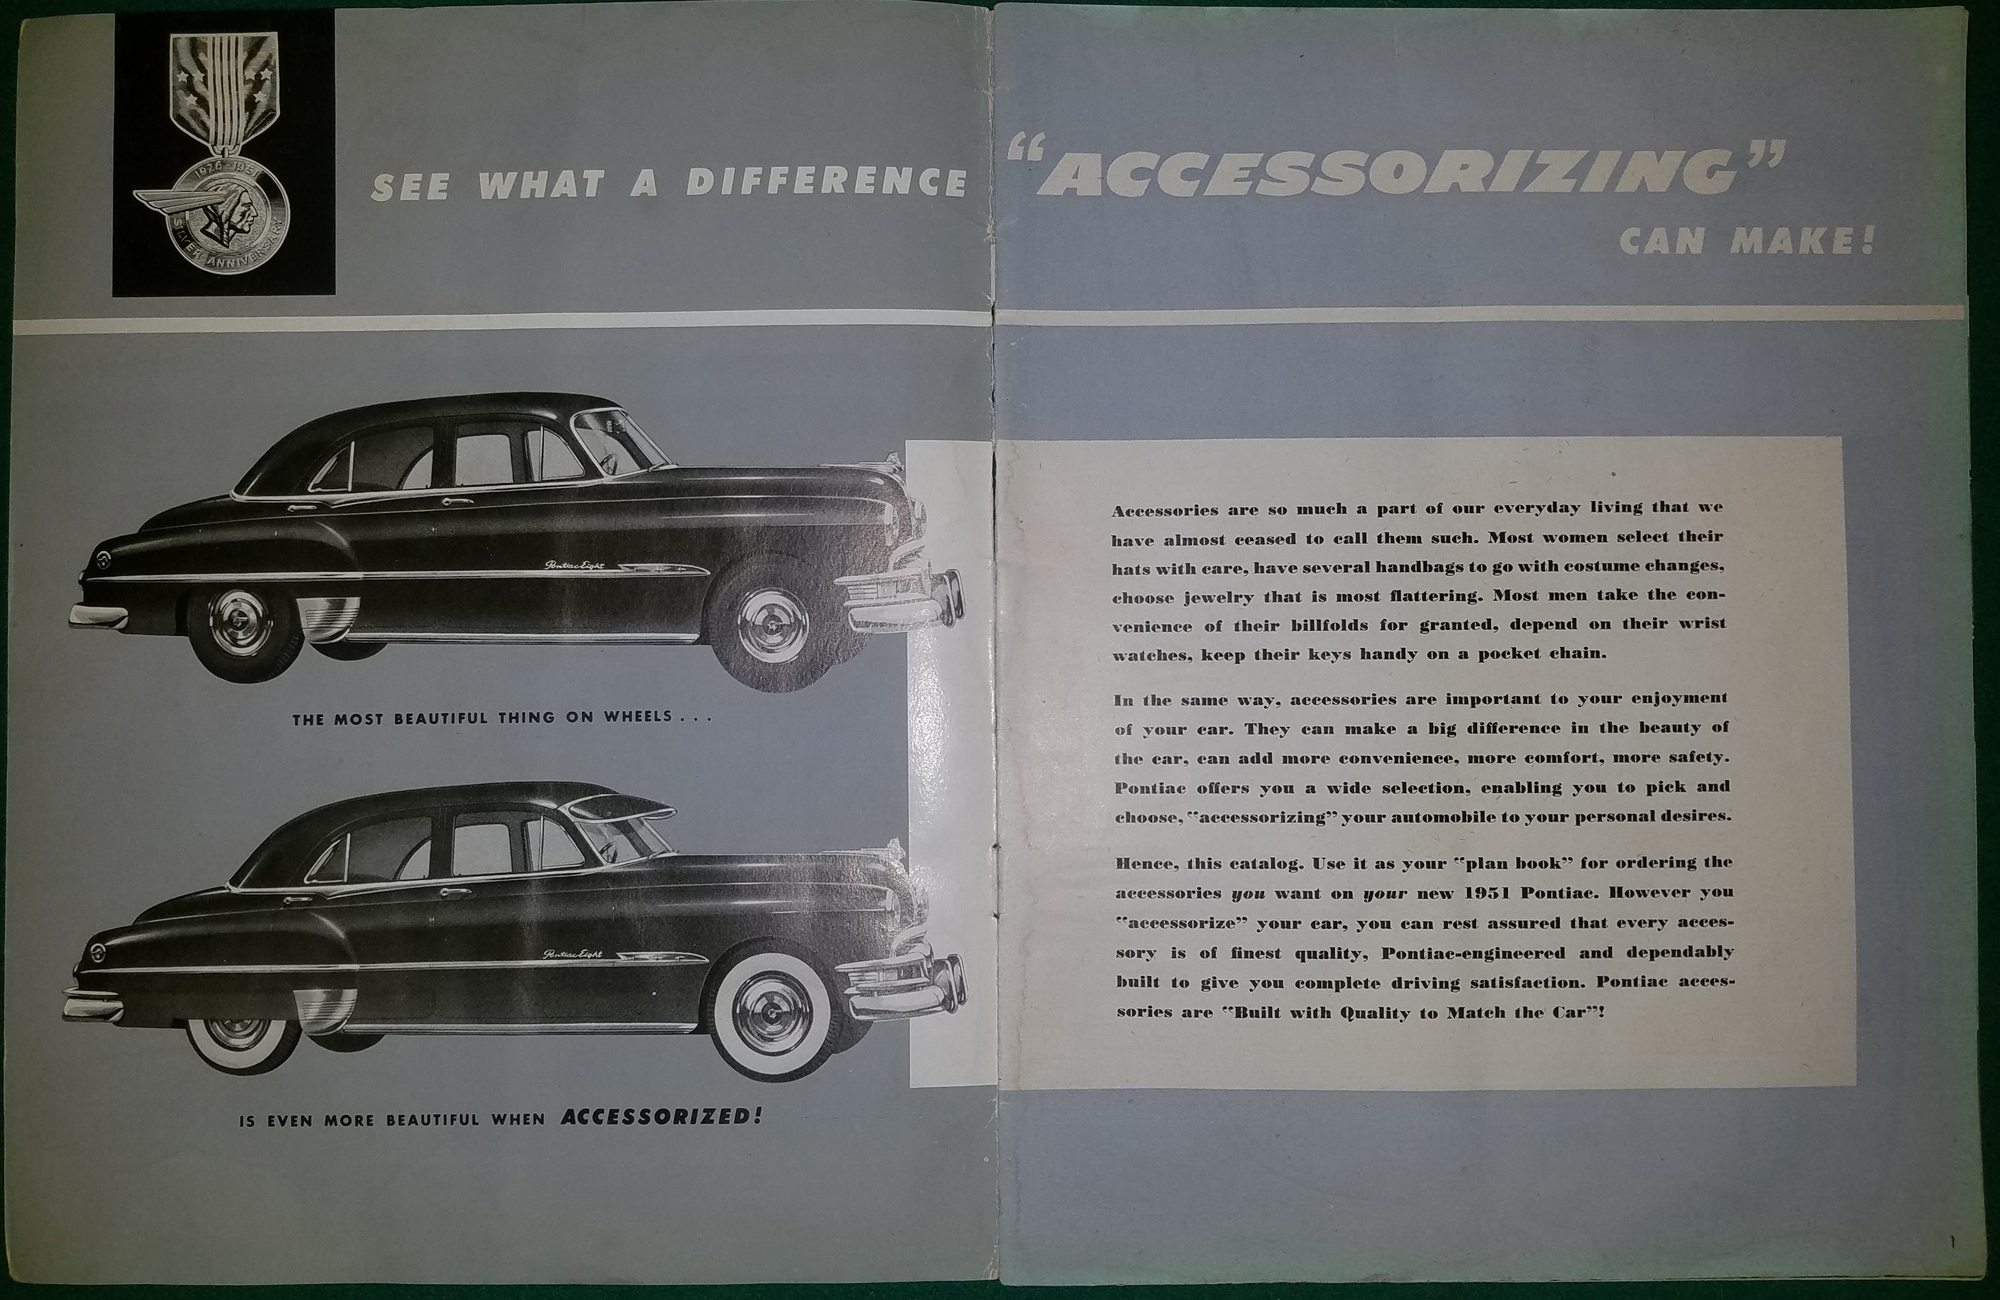 1926-1951
SILVER ANNIVERSARY
SEE WHAT A DIFFERENCE "ACCESSORIZING"
CAN MAKE!
Pontiac Eight
THE MOST BEAUTIFUL THING ON WHEELS . . .
Pontiac Eight
IS EVEN MORE BEAUTIFUL WHEN ACCESSORIZED!
Accessories are so much a part of our everyday living that we
have almost ceased to call them such. Most women select their
hats with care, have several handbags to go with costume changes,
choose jewelry that is most flattering. Most men take the con-
venience of their billfolds for granted, depend on their wrist
watches, keep their keys handy on a pocket chain.
In the same way, accessories are important to your enjoyment
of your car. They can make a big difference in the beauty of
the car, can add more convenience, more comfort, more safety.
Pontiac offers you a wide selection, enabling you to pick and
choose, "accessorizing" your automobile to your personal desires.
Hence, this catalog. Use it as your "plan book" for ordering the
accessories you want on your new 1951 Pontiac. However you
"accessorize" your car, you can rest assured that every acces-
sory is of finest quality, Pontiac-engineered and dependably
built to give you complete driving satisfaction. Pontiac acces-
sories are "Built with Quality to Match the Car"!
1